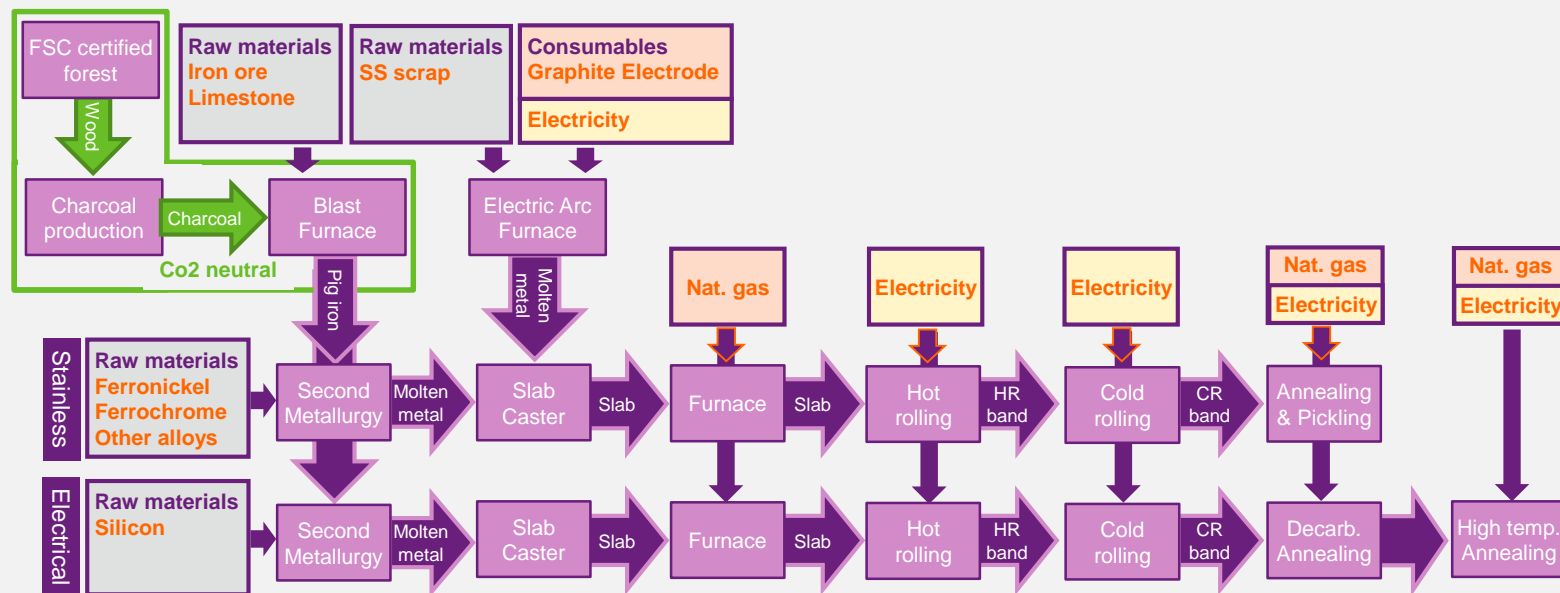 FSC certified
forest
Wood
Raw materials
Iron ore
Limestone
Raw materials
SS scrap
Consumables
Graphite Electrode
Electricity
Charcoal
production
Charcoal
Blast
Furnace
Co2 neutral
Electric Arc
Furnace
Pig iron
Molten
metal
Nat. gas
Electricity
Electricity
Nat. gas
Electricity
Nat. gas
Electricity
Stainless
Raw materials
Ferronickel
Ferrochrome
Other alloys
Second
Metallurgy
Molten
metal
Slab
Caster
Slab
Furnace
Slab
Hot
rolling
HR
band
Cold
rolling
CR
band
Annealing
& Pickling
Electrical
Raw materials
Silicon
Second
Metallurgy
Molten
metal
Slab
Caster
Slab
Furnace
Slab
Hot
rolling
HR
band
Cold
rolling
CR
band
Decarb.
Annealing
High temp.
Annealing